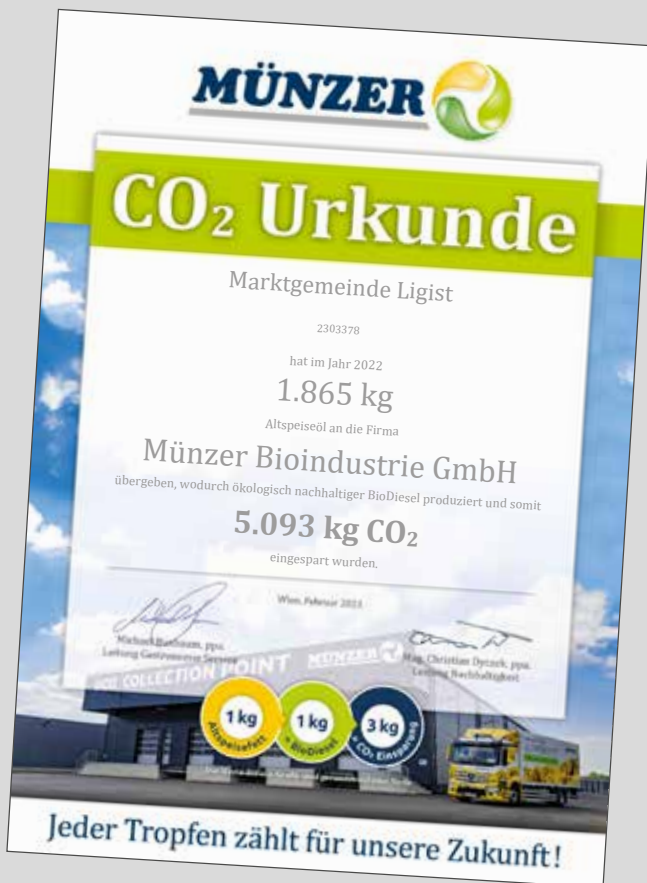 MÜNZER
CO₂ Urkunde
Marktgemeinde Ligist
2303378
hat im Jahr 2022
1.865 kg
Altspeiseöl an die Firma
Münzer Bioindustrie GmbH
übergeben, wodurch ökologisch nachhaltiger BioDiesel produziert und somit
5.093 kg CO₂
eingespart wurden.
Wien, Februar 2023
ppa.
Leitung Gastronomie
Mag. Christian Dyczek, ppa.
Leitung Nachhaltigkeit
COLLECTION POINT MÜNZER
1 kg
Altspeisefett
1 kg
= BioDiesel
3 kg
= CO₂ Einsparung
Jeder Tropfen zählt für unsere Zukunft!